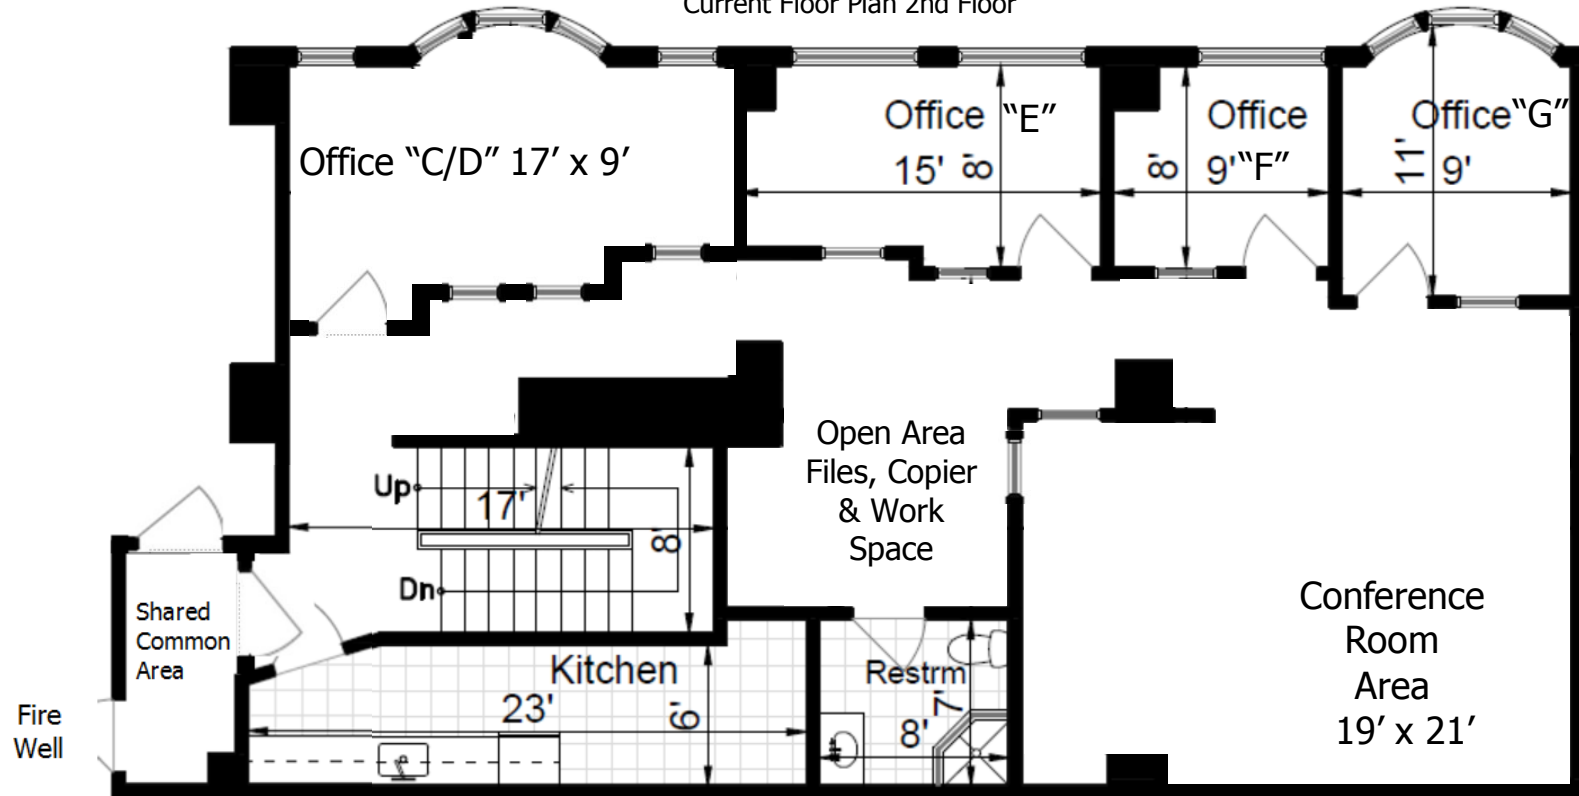 Current Floor Plan 2nd Floor
Office “C/D” 17’ x 9’
Office “E”
15' 8'
Office
8' 9' “F”
Office “G”
11' 9'
Up
17'
8'
Dn
Open Area
Files, Copier
& Work
Space
Shared
Common
Area
Fire
Well
Kitchen
23' 6'
Restrm
7'
8'
Conference
Room
Area
19’ x 21’